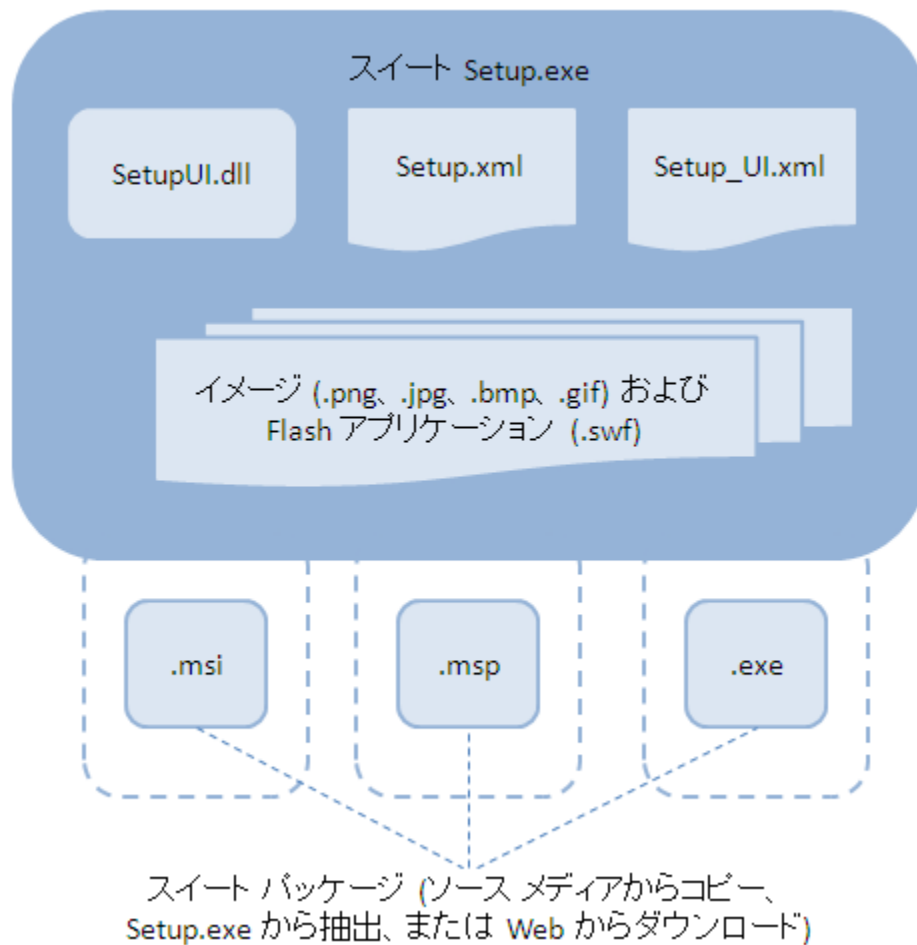 スイート Setup.exe
SetupUI.dll
Setup.xml
Setup_UI.xml
イメージ (.png、.jpg、.bmp、.gif) および
Flash アプリケーション (.swf)
.msi
.msp
.exe
スイート パッケージ (ソース メディアからコピー、
Setup.exe から抽出、または Web からダウンロード)